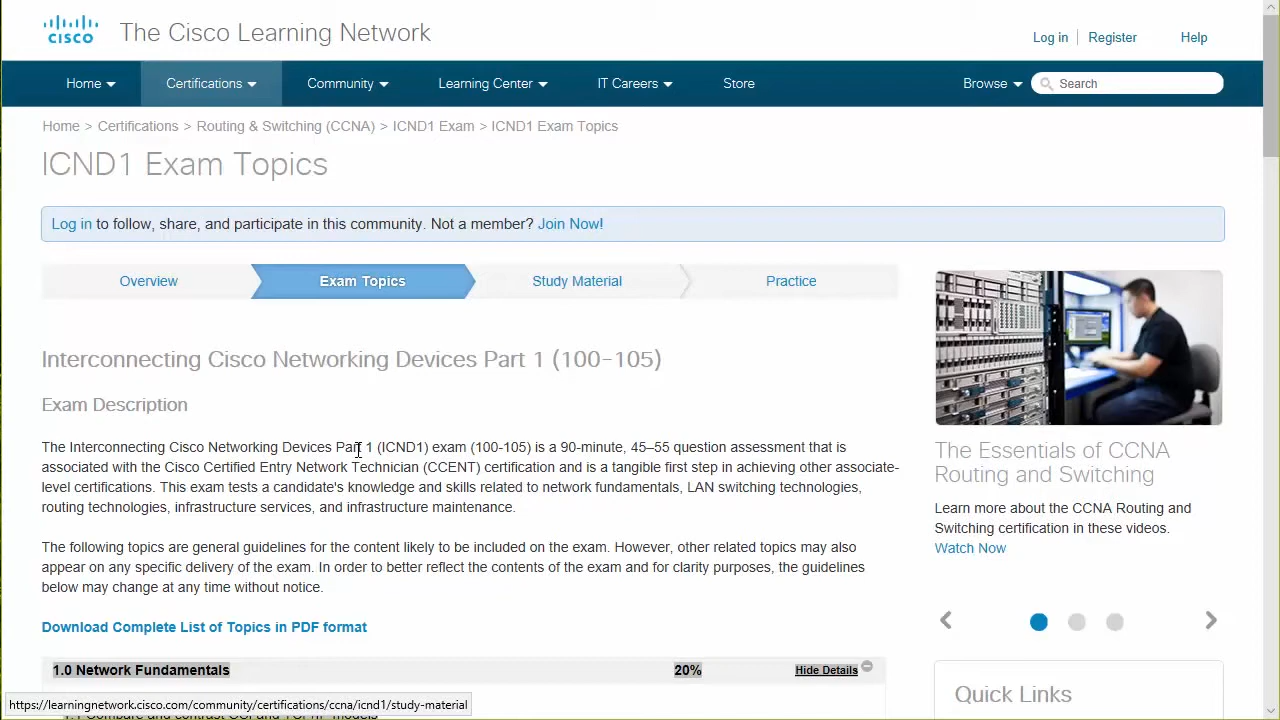 CISCO
The Cisco Learning Network
Log in
Register
Help
Home
Certifications
Community
Learning Center
IT Careers
Store
Browse
Search
Home > Certifications > Routing & Switching (CCNA) > ICND1 Exam > ICND1 Exam Topics
ICND1 Exam Topics
Log in to follow, share, and participate in this community. Not a member? Join Now!
Overview
Exam Topics
Study Material
Practice
Interconnecting Cisco Networking Devices Part 1 (100-105)
Exam Description
The Interconnecting Cisco Networking Devices Part 1 (ICND1) exam (100-105) is a 90-minute, 45–55 question assessment that is
associated with the Cisco Certified Entry Network Technician (CCENT) certification and is a tangible first step in achieving other associate-
level certifications. This exam tests a candidate's knowledge and skills related to network fundamentals, LAN switching technologies,
routing technologies, infrastructure services, and infrastructure maintenance.
The following topics are general guidelines for the content likely to be included on the exam. However, other related topics may also
appear on any specific delivery of the exam. In order to better reflect the contents of the exam and for clarity purposes, the guidelines
below may change at any time without notice.
Download Complete List of Topics in PDF format
1.0 Network Fundamentals 20% Hide Details
The Essentials of CCNA
Routing and Switching
Learn more about the CCNA Routing and
Switching certification in these videos.
Watch Now
Quick Links
https://learningnetwork.cisco.com/community/certifications/ccna/icnd1/study-material